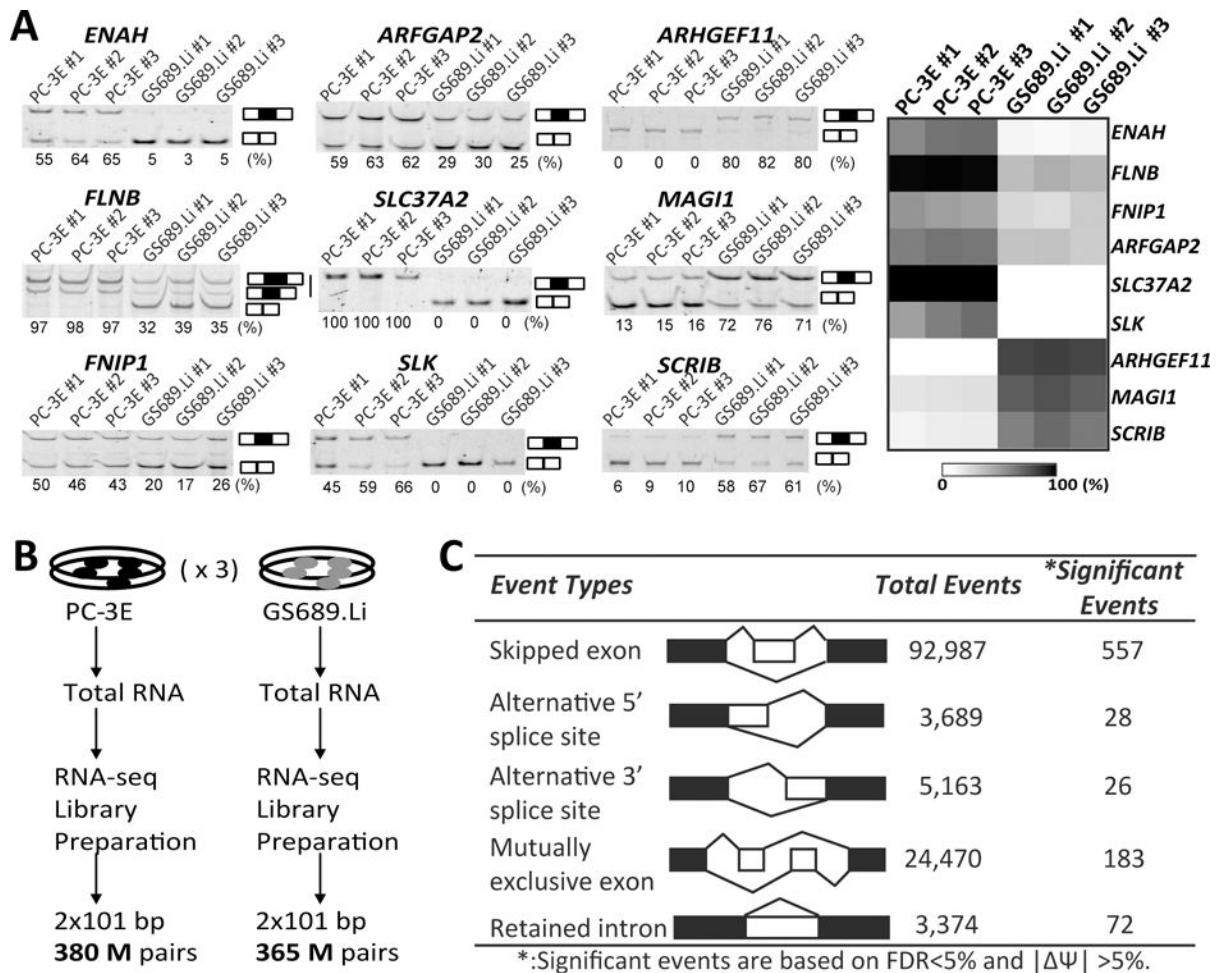 A
ENAH
PC-3E #1 PC-3E #2 PC-3E #3 GS689.Li #1 GS689.Li #2 GS689.Li #3
55 64 65 5 3 5 (%)
ARFGAP2
PC-3E #1 PC-3E #2 PC-3E #3 GS689.Li #1 GS689.Li #2 GS689.Li #3
59 63 62 29 30 25 (%)
ARHGEF11
PC-3E #1 PC-3E #2 PC-3E #3 GS689.Li #1 GS689.Li #2 GS689.Li #3
0 0 0 80 82 80 (%)
FLNB
PC-3E #1 PC-3E #2 PC-3E #3 GS689.Li #1 GS689.Li #2 GS689.Li #3
97 98 97 32 39 35 (%)
SLC37A2
PC-3E #1 PC-3E #2 PC-3E #3 GS689.Li #1 GS689.Li #2 GS689.Li #3
100 100 100 0 0 0 (%)
MAGI1
PC-3E #1 PC-3E #2 PC-3E #3 GS689.Li #1 GS689.Li #2 GS689.Li #3
13 15 16 72 76 71 (%)
FNIP1
PC-3E #1 PC-3E #2 PC-3E #3 GS689.Li #1 GS689.Li #2 GS689.Li #3
50 46 43 20 17 26 (%)
SLK
PC-3E #1 PC-3E #2 PC-3E #3 GS689.Li #1 GS689.Li #2 GS689.Li #3
45 59 66 0 0 0 (%)
SCRIB
PC-3E #1 PC-3E #2 PC-3E #3 GS689.Li #1 GS689.Li #2 GS689.Li #3
6 9 10 58 67 61 (%)
PC-3E #1 PC-3E #2 PC-3E #3 GS689.Li #1 GS689.Li #2 GS689.Li #3
ENAH
FLNB
FNIP1
ARFGAP2
SLC37A2
SLK
ARHGEF11
MAGI1
SCRIB
0 100 (%)
B
( x 3)
PC-3E GS689.Li
Total RNA Total RNA
RNA-seq RNA-seq
Library Library
Preparation Preparation
2x101 bp 2x101 bp
380 M pairs 365 M pairs
C
Event Types Total Events *Significant
Events
Skipped exon 92,987 557
Alternative 5’
splice site 3,689 28
Alternative 3’
splice site 5,163 26
Mutually
exclusive exon 24,470 183
Retained intron 3,374 72
*:Significant events are based on FDR<5% and |ΔΨ| >5%.